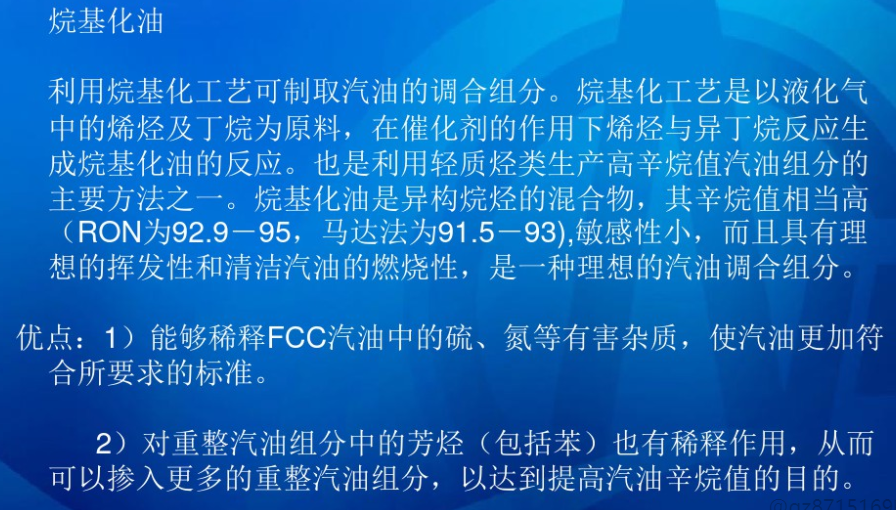 烷基化油
利用烷基化工艺可制取汽油的调合组分。烷基化工艺是以液化气
中的烯烃及丁烷为原料，在催化剂的作用下烯烃与异丁烷反应生
成烷基化油的反应。也是利用轻质烃类生产高辛烷值汽油组分的
主要方法之一。烷基化油是异构烷烃的混合物，其辛烷值相当高
（RON为92.9－95，马达法为91.5－93),敏感性小，而且具有理
想的挥发性和清洁汽油的燃烧性，是一种理想的汽油调合组分。
优点：1）能够稀释FCC汽油中的硫、氮等有害杂质，使汽油更加符
合所要求的标准。
2）对重整汽油组分中的芳烃（包括苯）也有稀释作用，从而
可以掺入更多的重整汽油组分，以达到提高汽油辛烷值的目的。